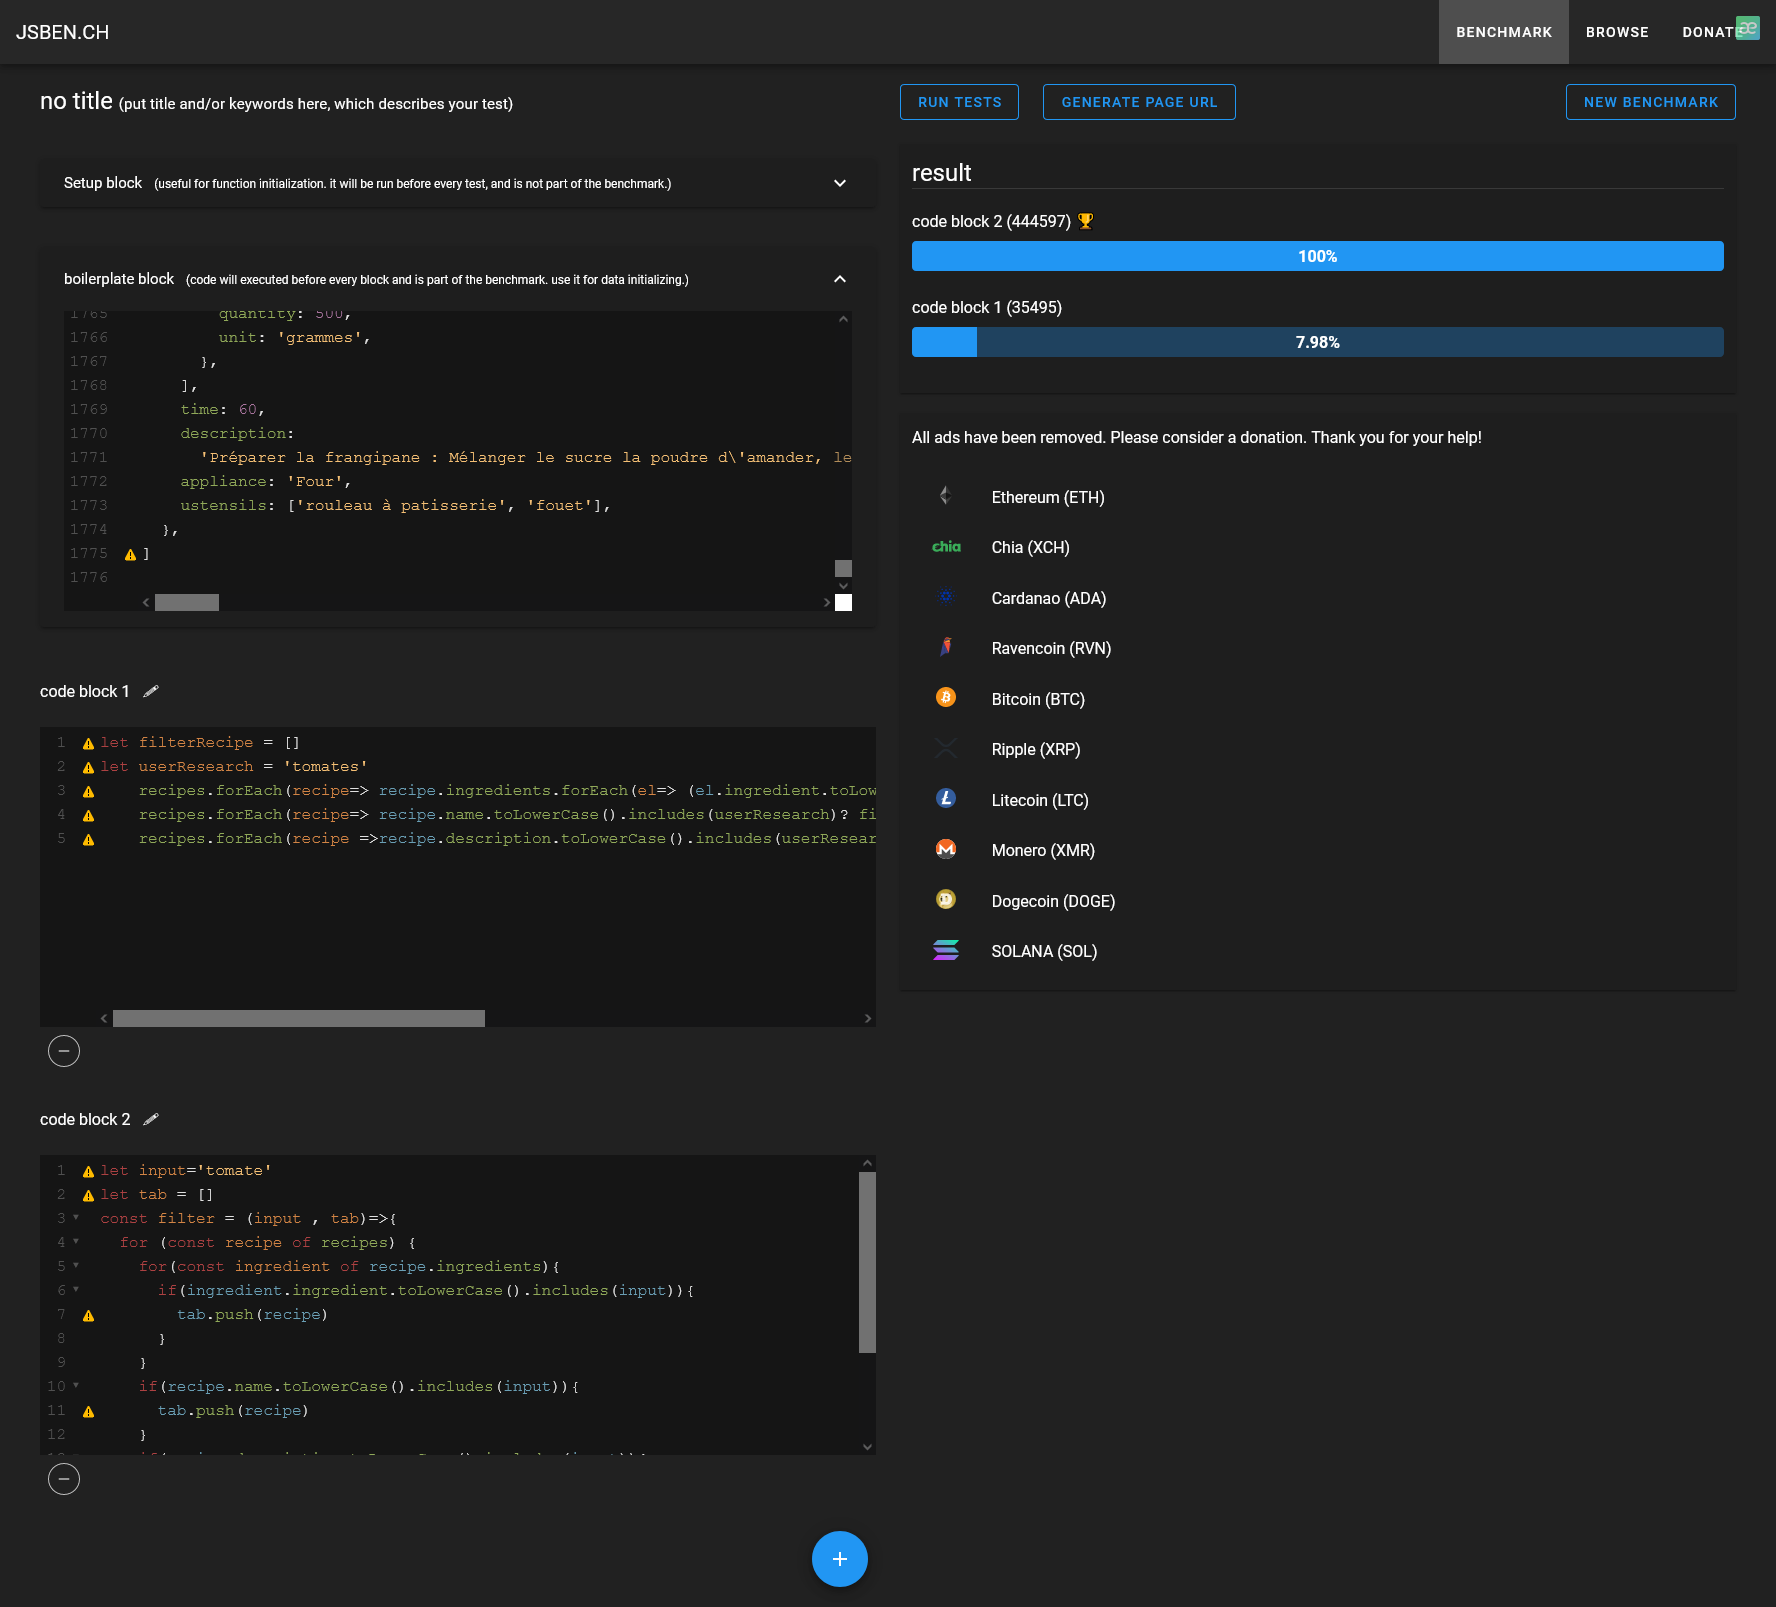 JSBEN.CH
BENCHMARK BROWSE DONATE
no title (put title and/or keywords here, which describes your test)
RUN TESTS GENERATE PAGE URL NEW BENCHMARK
Setup block (useful for function initialization. it will be run before every test, and is not part of the benchmark.)
boilerplate block (code will executed before every block and is part of the benchmark. use it for data initializing.)
1765 quantity: 500,
1766 unit: 'grammes',
1767 },
1768 ],
1769 time: 60,
1770 description:
1771 'Préparer la frangipane : Mélanger le sucre la poudre d\'amander, le
1772 appliance: 'Four',
1773 ustensils: ['rouleau à patisserie', 'fouet'],
1774 },
1775 ]
1776
code block 1
1 let filterRecipe = []
2 let userResearch = 'tomates'
3 recipes.forEach(recipe=> recipe.ingredients.forEach(el=> (el.ingredient.toLow
4 recipes.forEach(recipe=> recipe.name.toLowerCase().includes(userResearch)? fi
5 recipes.forEach(recipe =>recipe.description.toLowerCase().includes(userResear
code block 2
1 let input='tomate'
2 let tab = []
3 const filter = (input , tab)=>{
4 for (const recipe of recipes) {
5 for(const ingredient of recipe.ingredients){
6 if(ingredient.ingredient.toLowerCase().includes(input)){
7 tab.push(recipe)
8 }
9 }
10 if(recipe.name.toLowerCase().includes(input)){
11 tab.push(recipe)
12 }
result
code block 2 (444597)
100%
code block 1 (35495)
7.98%
All ads have been removed. Please consider a donation. Thank you for your help!
Ethereum (ETH)
chia Chia (XCH)
Cardanao (ADA)
Ravencoin (RVN)
Bitcoin (BTC)
Ripple (XRP)
Litecoin (LTC)
Monero (XMR)
Dogecoin (DOGE)
SOLANA (SOL)